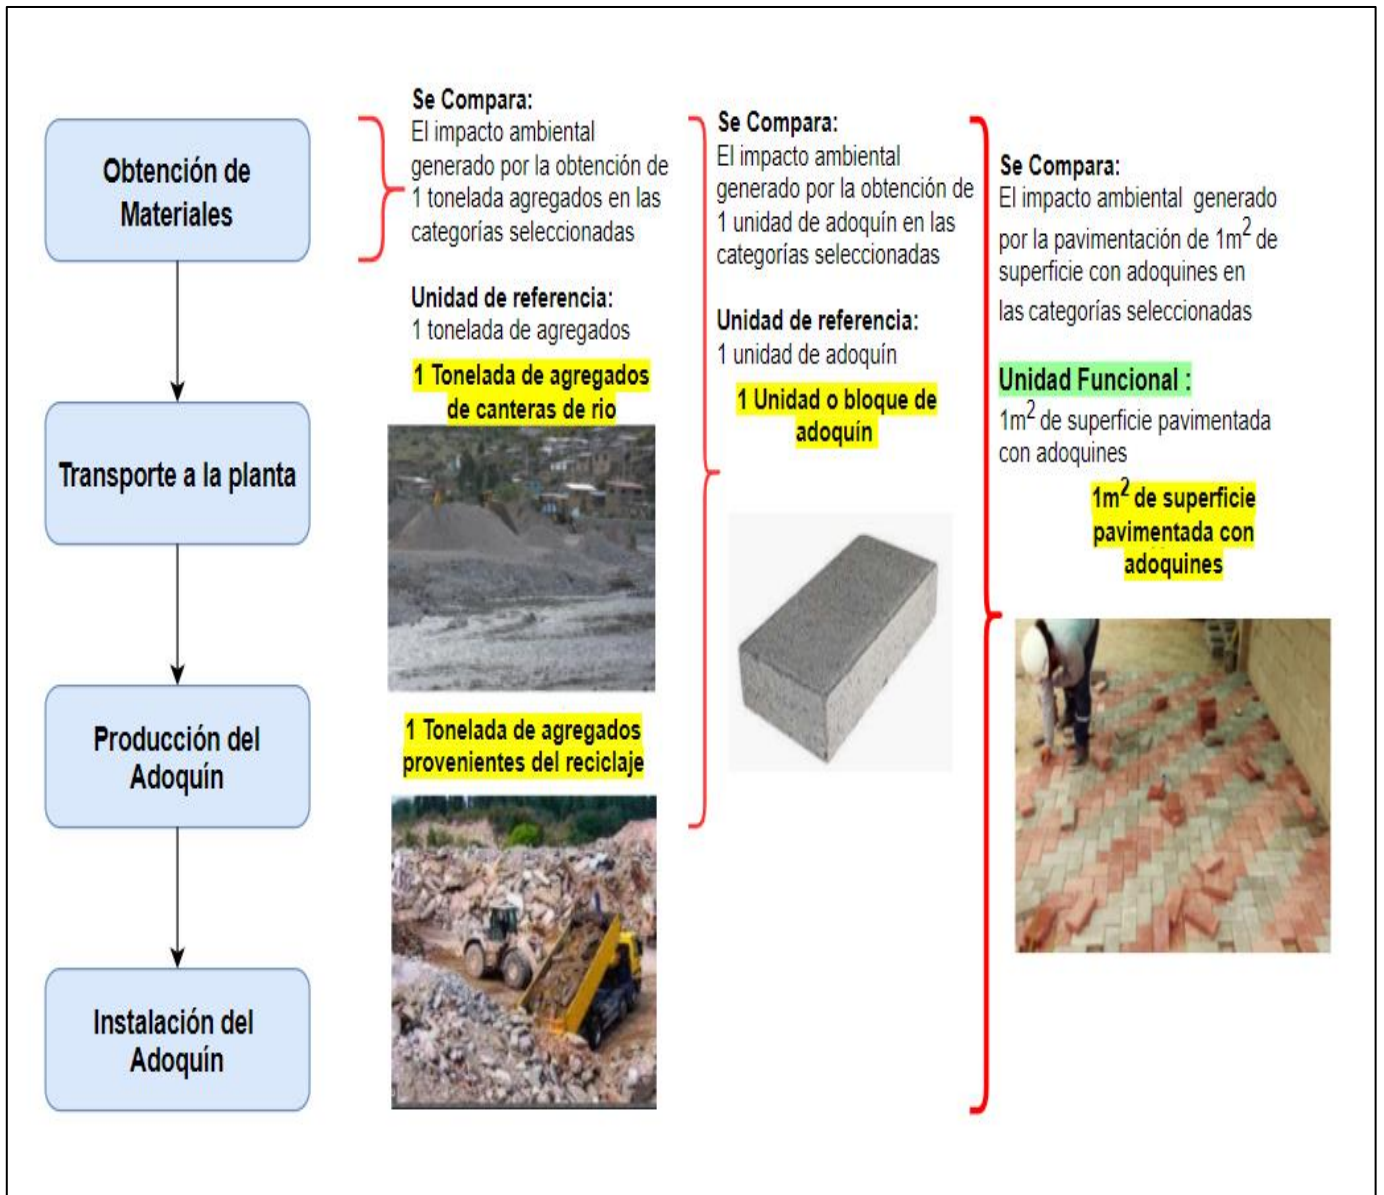 Obtención de
Materiales
Transporte a la planta
Producción del
Adoquín
Instalación del
Adoquín
Se Compara:
El impacto ambiental
generado por la obtención de
1 tonelada agregados en las
categorías seleccionadas
Unidad de referencia:
1 tonelada de agregados
1 Tonelada de agregados
de canteras de rio
1 Tonelada de agregados
provenientes del reciclaje
Se Compara:
El impacto ambiental
generado por la obtención de
1 unidad de adoquín en las
categorías seleccionadas
Unidad de referencia:
1 unidad de adoquín
1 Unidad o bloque de
adoquín
Se Compara:
El impacto ambiental generado
por la pavimentación de 1m² de
superficie con adoquines en
las categorías seleccionadas
Unidad Funcional :
1m² de superficie pavimentada
con adoquines
1m² de superficie
pavimentada con
adoquines